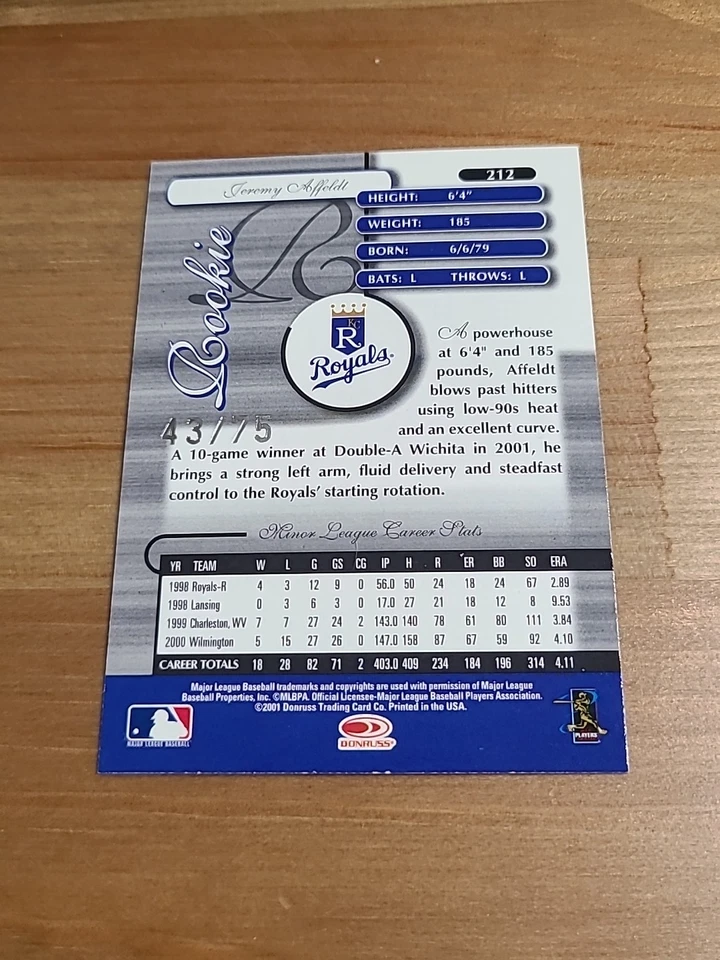 212
Jeremy Affeldt
HEIGHT: 6'4"
WEIGHT: 185
BORN: 6/6/79
BATS: L THROWS: L
Rookie
R
KC
R
Royals
A powerhouse
at 6'4" and 185
pounds, Affeldt
blows past hitters
using low-90s heat
and an excellent curve.
43/75
A 10-game winner at Double-A Wichita in 2001, he
brings a strong left arm, fluid delivery and steadfast
control to the Royals' starting rotation.
Minor League Career Stats
YR TEAM W L G GS CG IP H R ER BB SO ERA
1998 Royals-R 4 3 12 9 0 56.0 50 24 18 24 67 2.89
1998 Lansing 0 3 6 3 0 17.0 27 21 18 12 8 9.53
1999 Charleston, WV 7 7 27 24 2 143.0 140 78 61 80 111 3.84
2000 Wilmington 5 15 27 26 0 147.0 158 87 67 59 92 4.10
CAREER TOTALS 18 28 82 71 2 403.0 409 234 184 196 314 4.11
Major League Baseball trademarks and copyrights are used with permission of Major League
Baseball Properties, Inc. ©MLBPA. Official Licensee-Major League Baseball Players Association.
©2001 Donruss Trading Card Co. Printed in the USA.
MAJOR LEAGUE BASEBALL
DONRUSS
PLAYERS